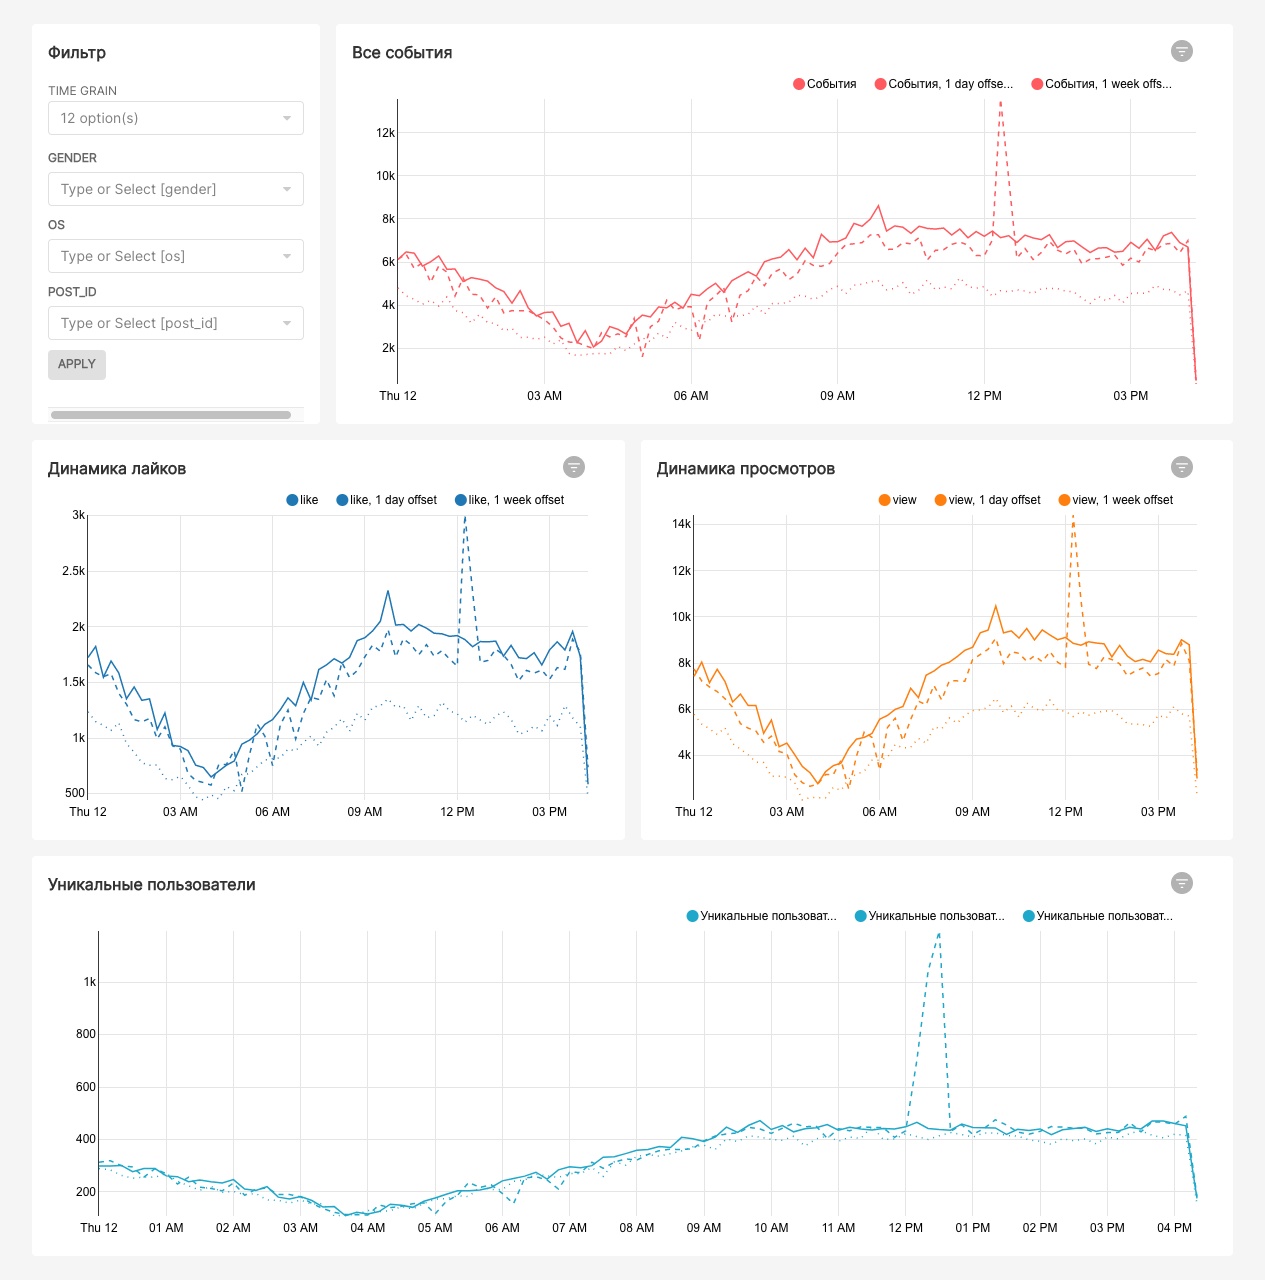 Фильтр
TIME GRAIN
12 option(s)
GENDER
Type or Select [gender]
OS
Type or Select [os]
POST_ID
Type or Select [post_id]
APPLY
Все события
События События, 1 day offse... События, 1 week offs...
12k
10k
8k
6k
4k
2k
Thu 12 03 AM 06 AM 09 AM 12 PM 03 PM
Динамика лайков
like like, 1 day offset like, 1 week offset
3k
2.5k
2k
1.5k
1k
500
Thu 12 03 AM 06 AM 09 AM 12 PM 03 PM
Динамика просмотров
view view, 1 day offset view, 1 week offset
14k
12k
10k
8k
6k
4k
Thu 12 03 AM 06 AM 09 AM 12 PM 03 PM
Уникальные пользователи
Уникальные пользоват... Уникальные пользоват... Уникальные пользоват...
1k
800
600
400
200
Thu 12 01 AM 02 AM 03 AM 04 AM 05 AM 06 AM 07 AM 08 AM 09 AM 10 AM 11 AM 12 PM 01 PM 02 PM 03 PM 04 PM